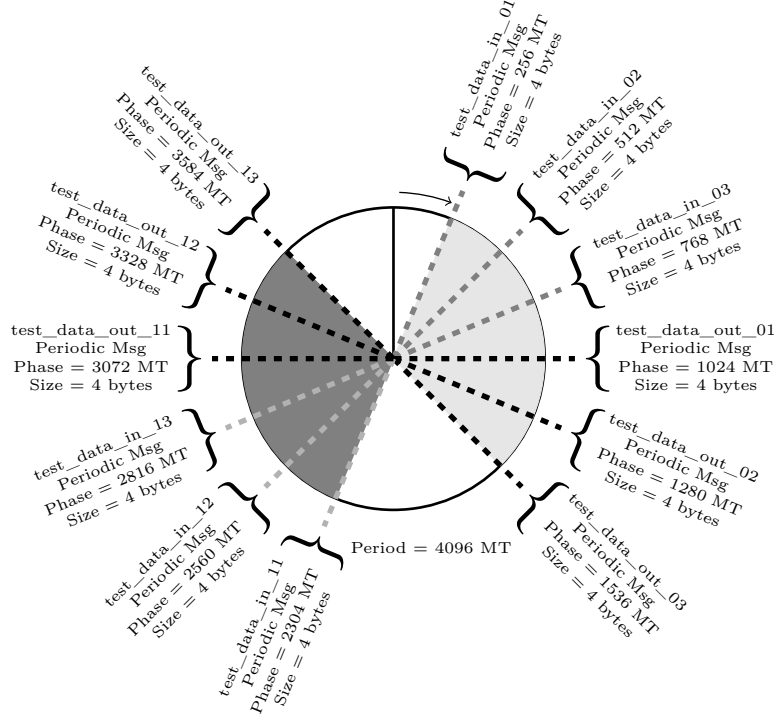 test_data_in_01
Periodic Msg
Phase = 256 MT
Size = 4 bytes
test_data_in_02
Periodic Msg
Phase = 512 MT
Size = 4 bytes
test_data_in_03
Periodic Msg
Phase = 768 MT
Size = 4 bytes
test_data_out_01
Periodic Msg
Phase = 1024 MT
Size = 4 bytes
test_data_out_02
Periodic Msg
Phase = 1280 MT
Size = 4 bytes
test_data_out_03
Periodic Msg
Phase = 1536 MT
Size = 4 bytes
Period = 4096 MT
test_data_in_11
Periodic Msg
Phase = 2304 MT
Size = 4 bytes
test_data_in_12
Periodic Msg
Phase = 2560 MT
Size = 4 bytes
test_data_in_13
Periodic Msg
Phase = 2816 MT
Size = 4 bytes
test_data_out_11
Periodic Msg
Phase = 3072 MT
Size = 4 bytes
test_data_out_12
Periodic Msg
Phase = 3328 MT
Size = 4 bytes
test_data_out_13
Periodic Msg
Phase = 3584 MT
Size = 4 bytes